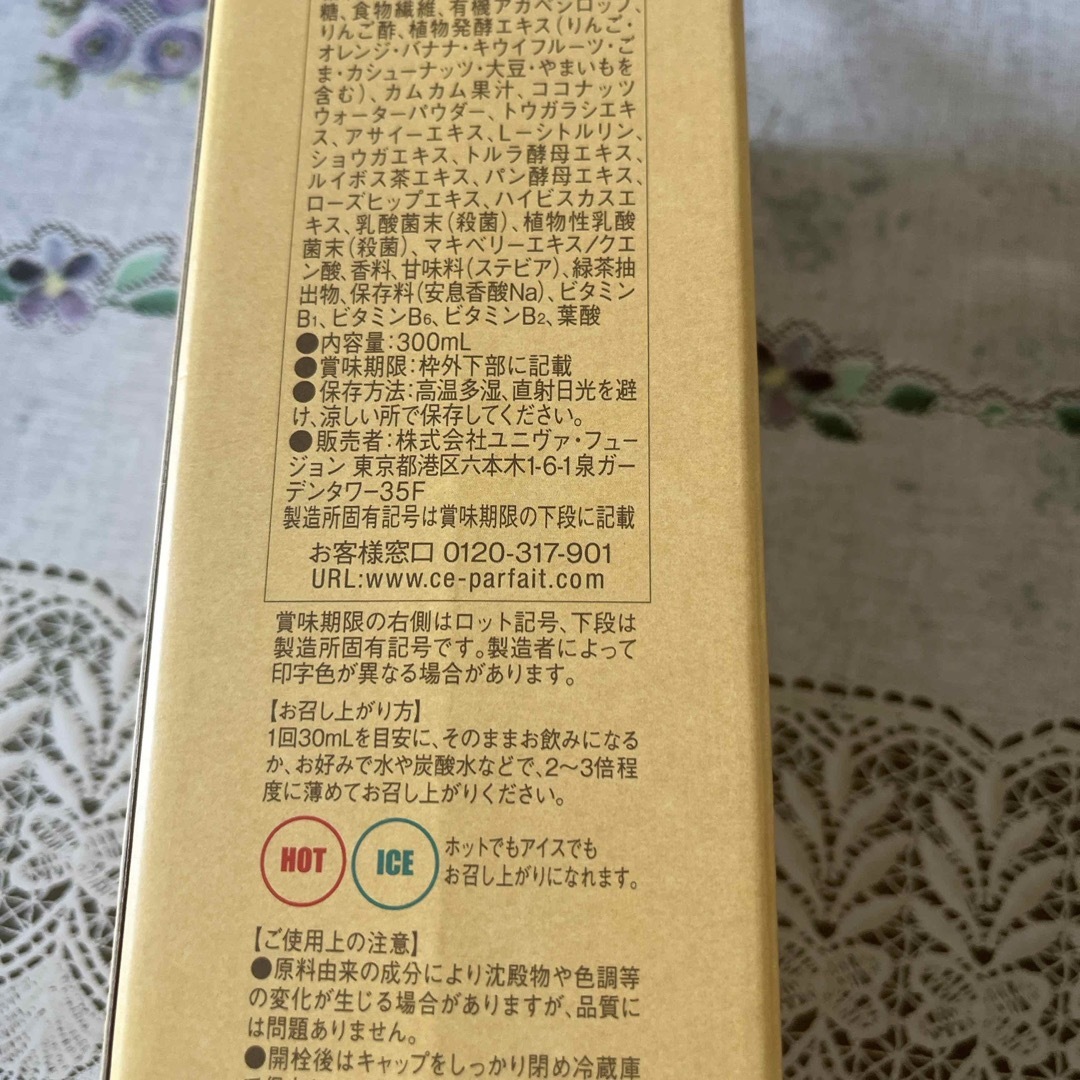 糖、食物繊維、有機アガベシロップ、
りんご酢、植物発酵エキス(りんご・
オレンジ・バナナ・キウイフルーツ・ご
ま・カシューナッツ・大豆・やまいもを
含む)、カムカム果汁、ココナッツ
ウォーターパウダー、トウガラシエキ
ス、アサイーエキス、L－シトルリン、
ショウガエキス、トルラ酵母エキス、
ルイボス茶エキス、パン酵母エキス、
ローズヒップエキス、ハイビスカスエ
キス、乳酸菌末(殺菌)、植物性乳酸
菌末(殺菌)、マキベリーエキス/クエ
ン酸、香料、甘味料(ステビア)、緑茶抽
出物、保存料(安息香酸Na)、ビタミン
B1、ビタミンB6、ビタミンB2、葉酸
●内容量:300mL
●賞味期限:枠外下部に記載
●保存方法:高温多湿、直射日光を避
け、涼しい所で保存してください。
●販売者:株式会社ユニヴァ・フュー
ジョン 東京都港区六本木1-6-1泉ガー
デンタワー35F
製造所固有記号は賞味期限の下段に記載
お客様窓口 0120-317-901
URL:www.ce-parfait.com
賞味期限の右側はロット記号、下段は
製造所固有記号です。製造者によって
印字色が異なる場合があります。
【お召し上がり方】
1回30mLを目安に、そのままお飲みになる
か、お好みで水や炭酸水などで、2～3倍程
度に薄めてお召し上がりください。
HOT ICE ホットでもアイスでも
お召し上がりになれます。
【ご使用上の注意】
●原料由来の成分により沈殿物や色調等
の変化が生じる場合がありますが、品質に
は問題ありません。
●開栓後はキャップをしっかり閉め冷蔵庫